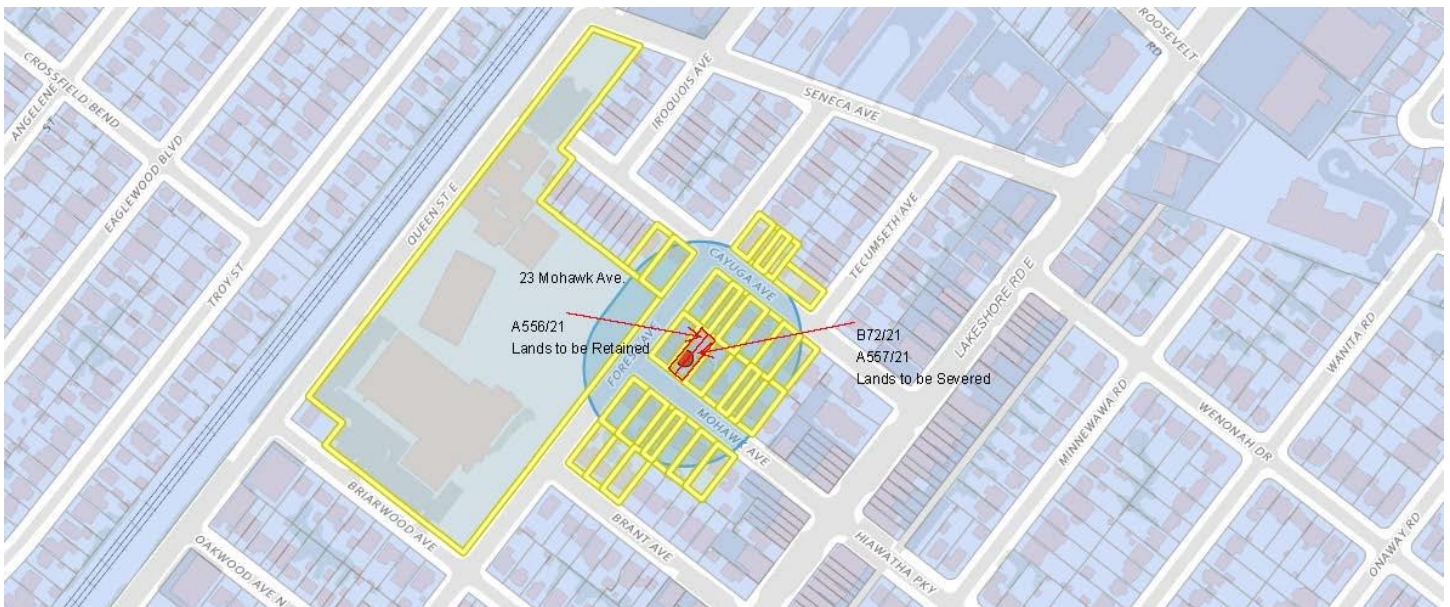 ROOSEVELT
RD
CROSSFIELD BEND
ANGELENE
ST
IROQUOIS AVE
SENECA AVE
EAGLEWOOD BLVD
QUEEN ST E
TECUMSETH AVE
TROY ST
CAYUGA AVE
23 Mohawk Ave.
A556/21
Lands to be Retained
B72/21
A557/21
Lands to be Severed
LAKESHORE RD E
WANITA RD
FOREST AVE
MOHAWK AVE
MINNEWAWA RD
WENONAH DR
BRIARWOOD AVE
BRANT AVE
HIAWATHA PKY
OAKWOOD AVE N
ONAWAY RD